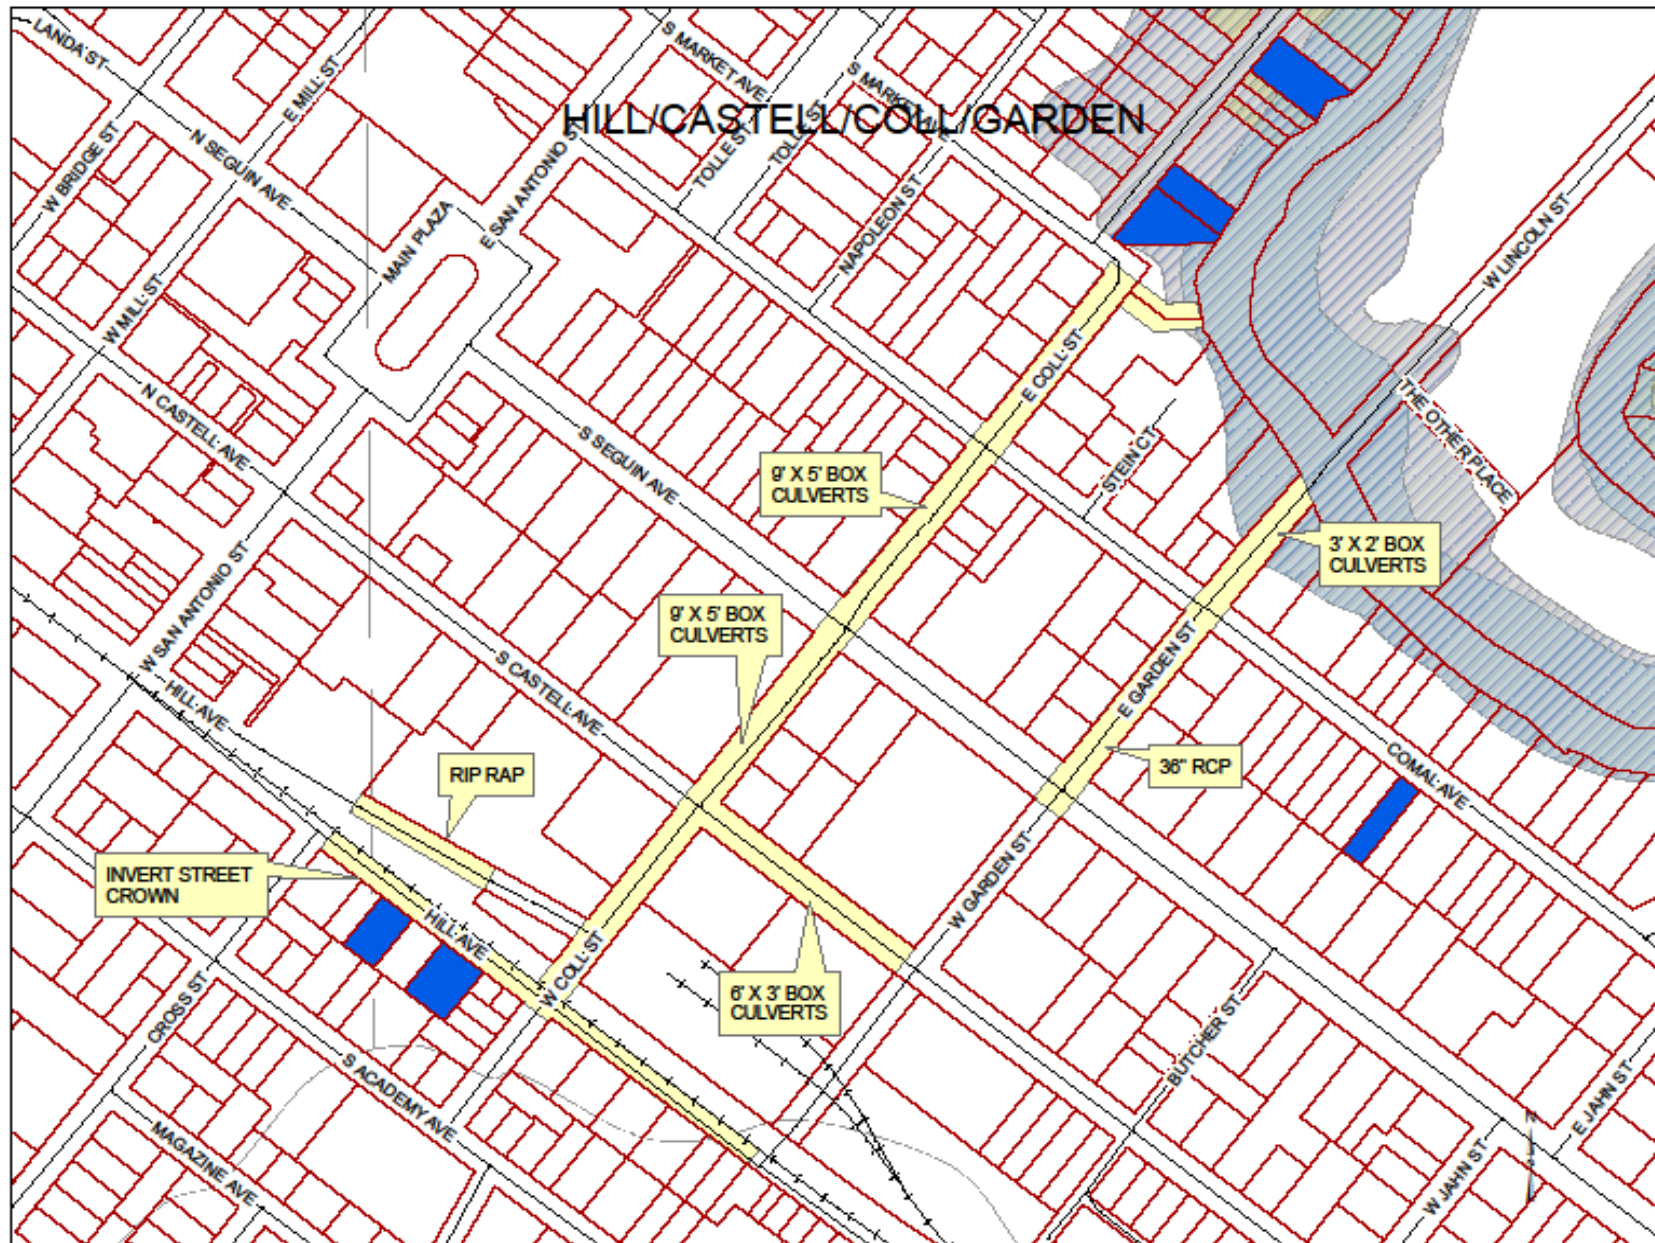 LANDA ST
E MILL ST
S MARKET AVE
S MARKET AVE
HILL/CASTELL/COLL/GARDEN
W BRIDGE ST
N SEGUIN AVE
E SAN ANTONIO ST
TOLLE ST
TOLLE ST
NAPOLEON ST
MAIN PLAZA
W LINCOLN ST
W MILL ST
E COLL ST
N CASTELL AVE
S SEGUIN AVE
STEIN CT
THE OTHER PLACE
9' X 5' BOX
CULVERTS
3' X 2' BOX
CULVERTS
W SAN ANTONIO ST
9' X 5' BOX
CULVERTS
S CASTELL AVE
E GARDEN ST
HILL AVE
RIP RAP
36" RCP
COMAL AVE
INVERT STREET
CROWN
HILL AVE
W GARDEN ST
W COLL ST
6' X 3' BOX
CULVERTS
CROSS ST
S ACADEMY AVE
BUTCHER ST
MAGAZINE AVE
E JAHN ST
W JAHN ST
N